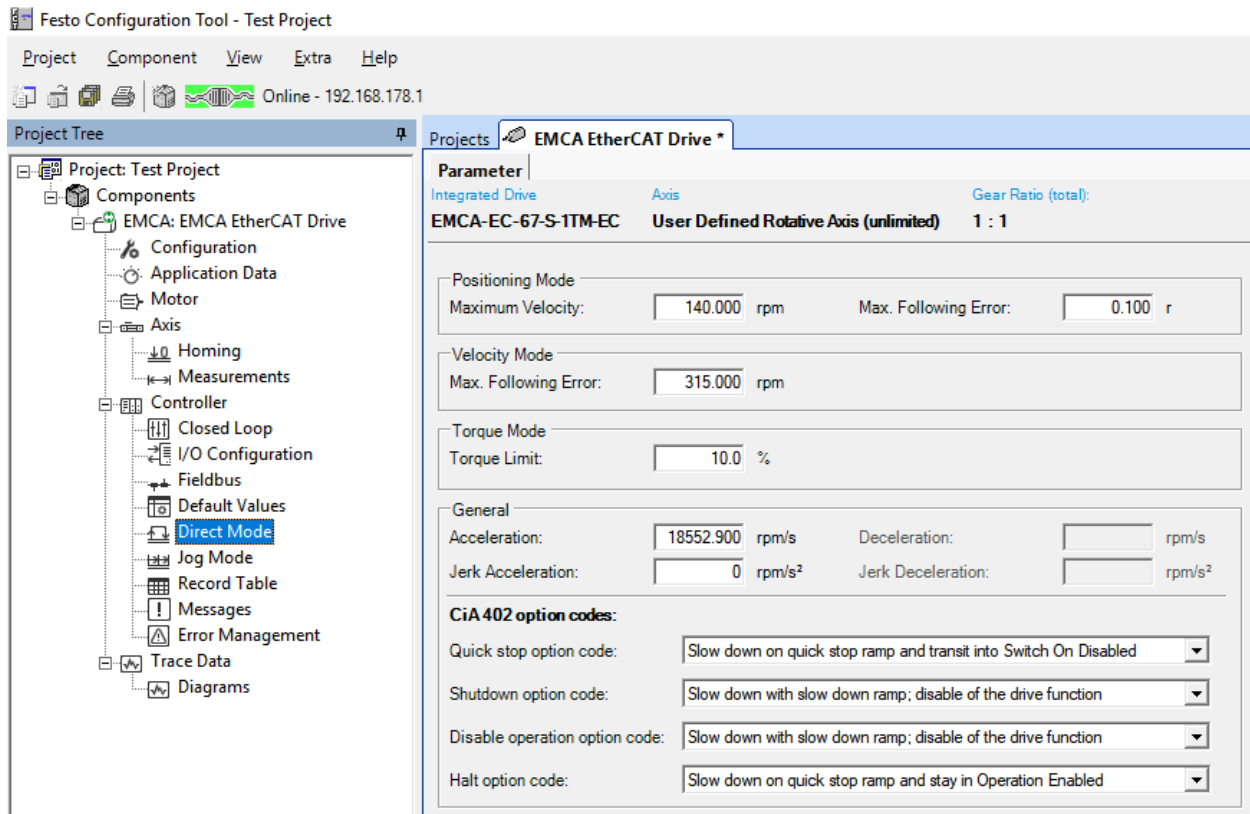 Festo Configuration Tool - Test Project
Project Component View Extra Help
Online - 192.168.178.1
Project Tree
Project: Test Project
Components
EMCA: EMCA EtherCAT Drive
Configuration
Application Data
Motor
Axis
Homing
Measurements
Controller
Closed Loop
I/O Configuration
Fieldbus
Default Values
Direct Mode
Jog Mode
Record Table
Messages
Error Management
Trace Data
Diagrams
Projects EMCA EtherCAT Drive *
Parameter
Integrated Drive Axis Gear Ratio (total):
EMCA-EC-67-S-1TM-EC User Defined Rotative Axis (unlimited) 1 : 1
Positioning Mode
Maximum Velocity: 140.000 rpm Max. Following Error: 0.100 r
Velocity Mode
Max. Following Error: 315.000 rpm
Torque Mode
Torque Limit: 10.0 %
General
Acceleration: 18552.900 rpm/s Deceleration: rpm/s
Jerk Acceleration: 0 rpm/s² Jerk Deceleration: rpm/s²
CiA 402 option codes:
Quick stop option code: Slow down on quick stop ramp and transit into Switch On Disabled
Shutdown option code: Slow down with slow down ramp; disable of the drive function
Disable operation option code: Slow down with slow down ramp; disable of the drive function
Halt option code: Slow down on quick stop ramp and stay in Operation Enabled